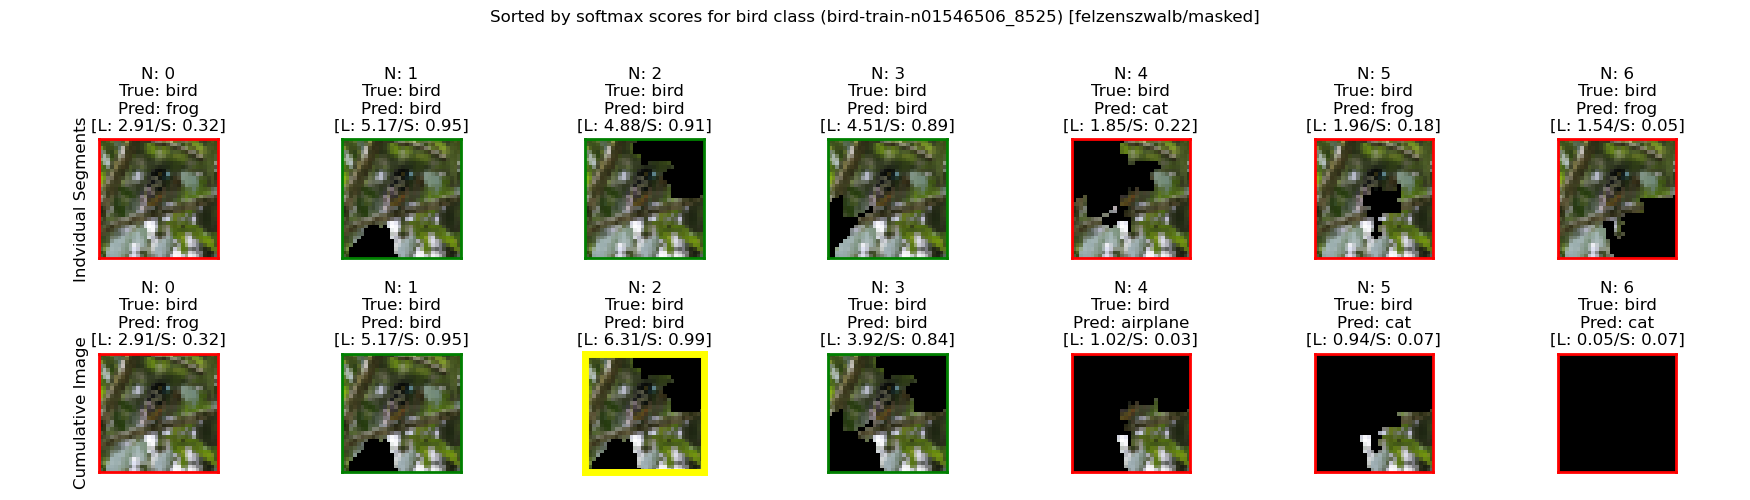 Sorted by softmax scores for bird class (bird-train-n01546506_8525) [felzenszwalb/masked]
Indvidual Segments
N: 0
True: bird
Pred: frog
[L: 2.91/S: 0.32]
N: 1
True: bird
Pred: bird
[L: 5.17/S: 0.95]
N: 2
True: bird
Pred: bird
[L: 4.88/S: 0.91]
N: 3
True: bird
Pred: bird
[L: 4.51/S: 0.89]
N: 4
True: bird
Pred: cat
[L: 1.85/S: 0.22]
N: 5
True: bird
Pred: frog
[L: 1.96/S: 0.18]
N: 6
True: bird
Pred: frog
[L: 1.54/S: 0.05]
Cumulative Image
N: 0
True: bird
Pred: frog
[L: 2.91/S: 0.32]
N: 1
True: bird
Pred: bird
[L: 5.17/S: 0.95]
N: 2
True: bird
Pred: bird
[L: 6.31/S: 0.99]
N: 3
True: bird
Pred: bird
[L: 3.92/S: 0.84]
N: 4
True: bird
Pred: airplane
[L: 1.02/S: 0.03]
N: 5
True: bird
Pred: cat
[L: 0.94/S: 0.07]
N: 6
True: bird
Pred: cat
[L: 0.05/S: 0.07]